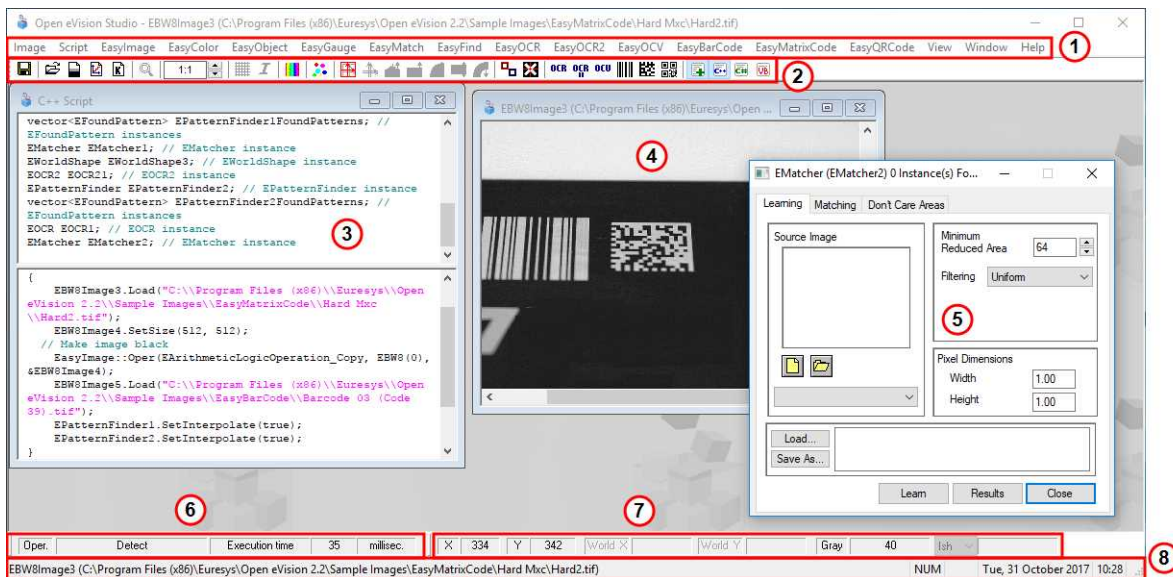 Open eVision Studio - EBW8Image3 (C:\Program Files (x86)\Euresys\Open eVision 2.2\Sample Images\EasyMatrixCode\Hard Mxc\Hard2.tif)
Image Script EasyImage EasyColor EasyObject EasyGauge EasyMatch EasyFind EasyOCR EasyOCR2 EasyOCV EasyBarCode EasyMatrixCode EasyQRCode View Window Help
1
1:1
OCR OCR II OCV C++ C# VB
2
C++ Script
vector<EFoundPattern> EPatternFinder1FoundPatterns; //
EFoundPattern instances
EMatcher EMatcher1; // EMatcher instance
EWorldShape EWorldShape3; // EWorldShape instance
EOCR2 EOCR21; // EOCR2 instance
EPatternFinder EPatternFinder2; // EPatternFinder instance
vector<EFoundPattern> EPatternFinder2FoundPatterns; //
EFoundPattern instances
EOCR EOCR1; // EOCR instance
EMatcher EMatcher2; // EMatcher instance
3
{
EBW8Image3.Load("C:\\Program Files (x86)\\Euresys\\Open
eVision 2.2\\Sample Images\\EasyMatrixCode\\Hard Mxc
\\Hard2.tif");
EBW8Image4.SetSize(512, 512);
// Make image black
EasyImage::Oper(EArithmeticLogicOperation_Copy, EBW8(0),
&EBW8Image4);
EBW8Image5.Load("C:\\Program Files (x86)\\Euresys\\Open
eVision 2.2\\Sample Images\\EasyBarCode\\Barcode 03 (Code
39).tif");
EPatternFinder1.SetInterpolate(true);
EPatternFinder2.SetInterpolate(true);
}
EBW8Image3 (C:\Program Files (x86)\Euresys\Open ...
4
EMatcher (EMatcher2) 0 Instance(s) Fo...
Learning Matching Don't Care Areas
Source Image
Minimum
Reduced Area 64
Filtering Uniform
5
Pixel Dimensions
Width 1.00
Height 1.00
Load...
Save As...
Learn Results Close
6
7
Oper. Detect Execution time 35 millisec. X 334 Y 342 World X World Y Gray 40 Ish
8
EBW8Image3 (C:\Program Files (x86)\Euresys\Open eVision 2.2\Sample Images\EasyMatrixCode\Hard Mxc\Hard2.tif) NUM Tue, 31 October 2017 10:28